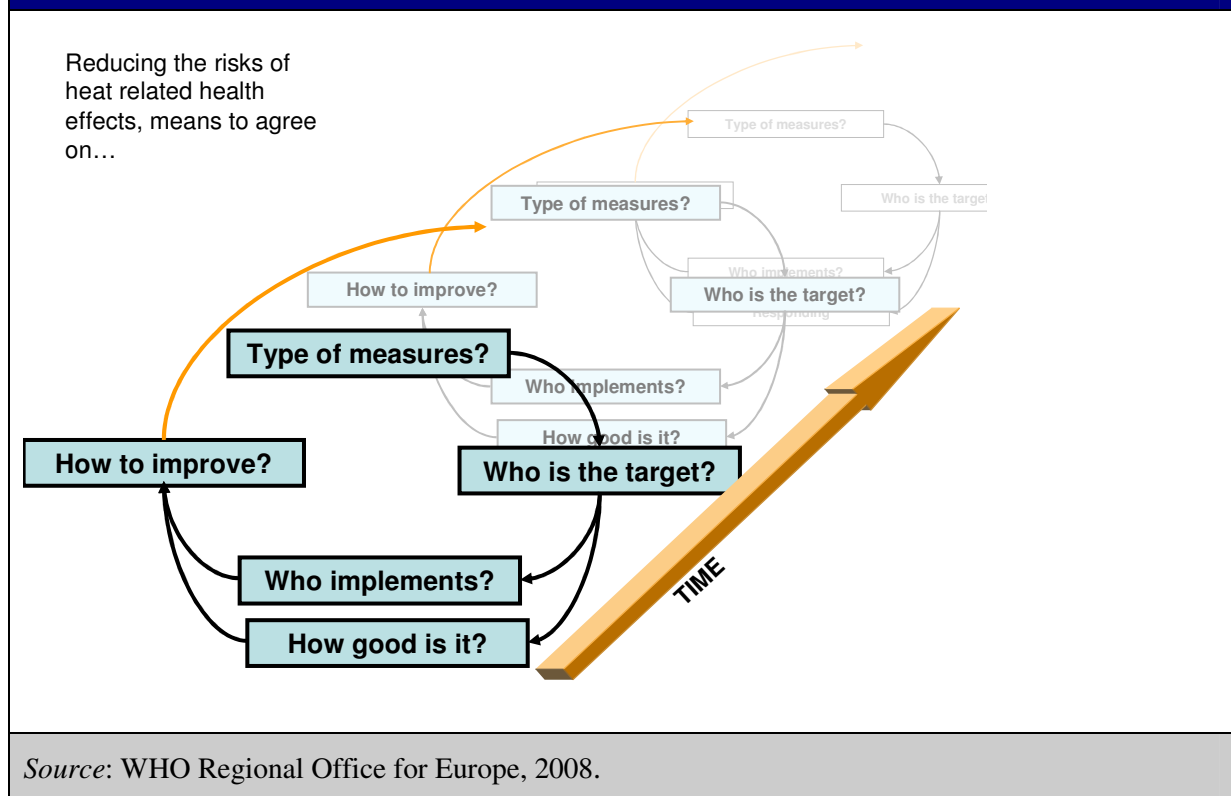 Reducing the risks of
heat related health
effects, means to agree
on…
Type of measures?
Type of measures?
Who is the target
Who implements?
How to improve?
Who is the target?
Responding
Type of measures?
Who implements?
How good is it?
How to improve?
Who is the target?
Who implements?
How good is it?
TIME
Source: WHO Regional Office for Europe, 2008.